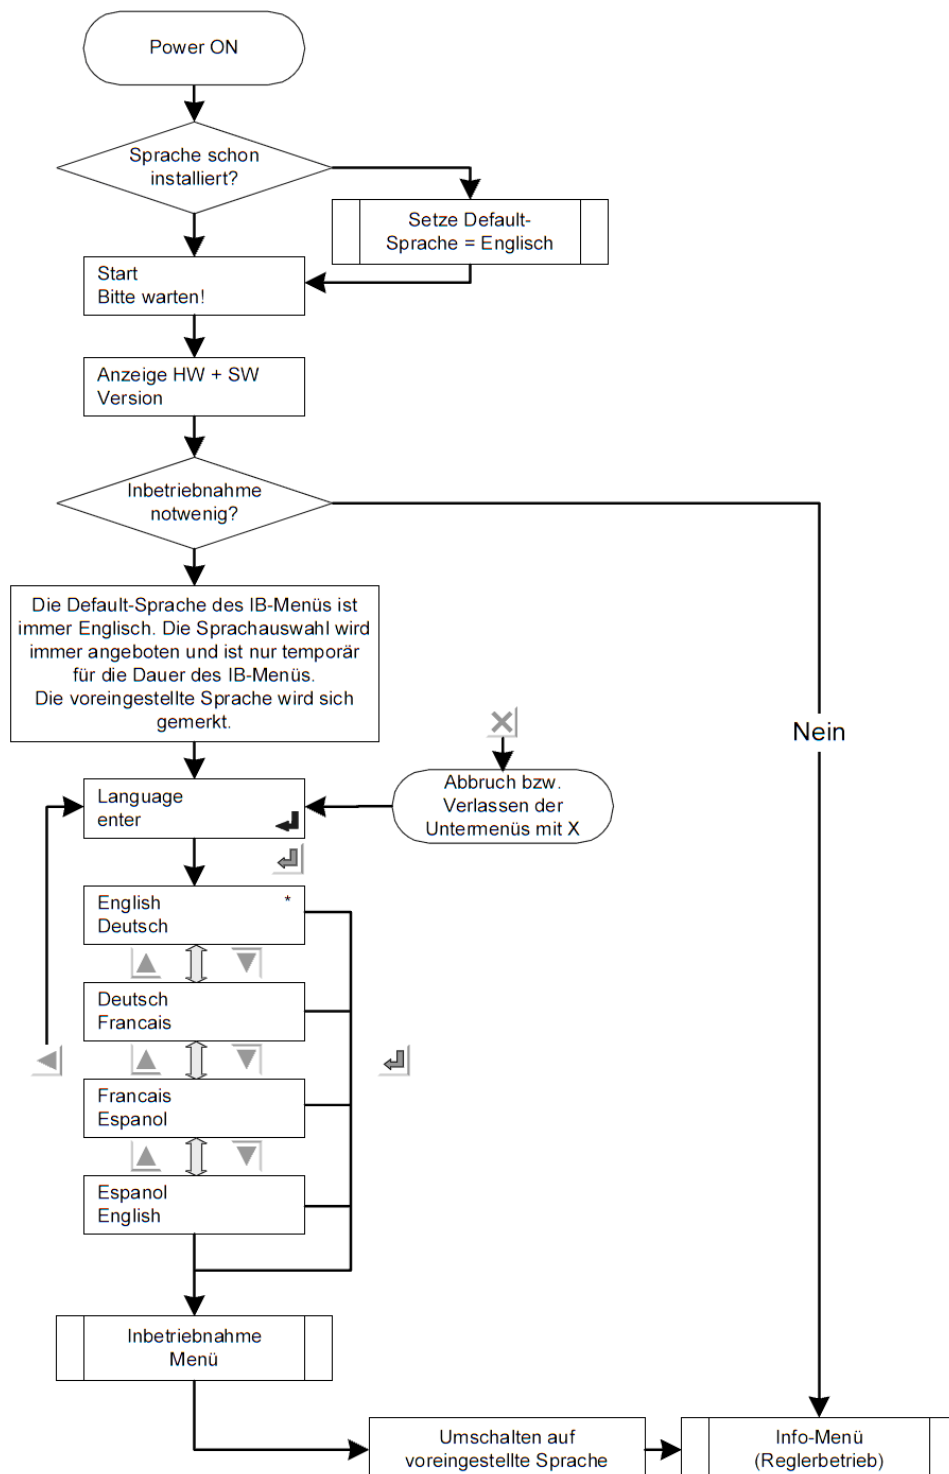 Power ON
Sprache schon
installiert?
Setze Default-
Sprache = Englisch
Start
Bitte warten!
Anzeige HW + SW
Version
Inbetriebnahme
notwenig?
Die Default-Sprache des IB-Menüs ist
immer Englisch. Die Sprachauswahl wird
immer angeboten und ist nur temporär
für die Dauer des IB-Menüs.
Die voreingestellte Sprache wird sich
gemerkt.
Nein
Abbruch bzw.
Verlassen der
Untermenüs mit X
Language
enter
English *
Deutsch
Deutsch
Francais
Francais
Espanol
Espanol
English
Inbetriebnahme
Menü
Umschalten auf
voreingestellte Sprache
Info-Menü
(Reglerbetrieb)